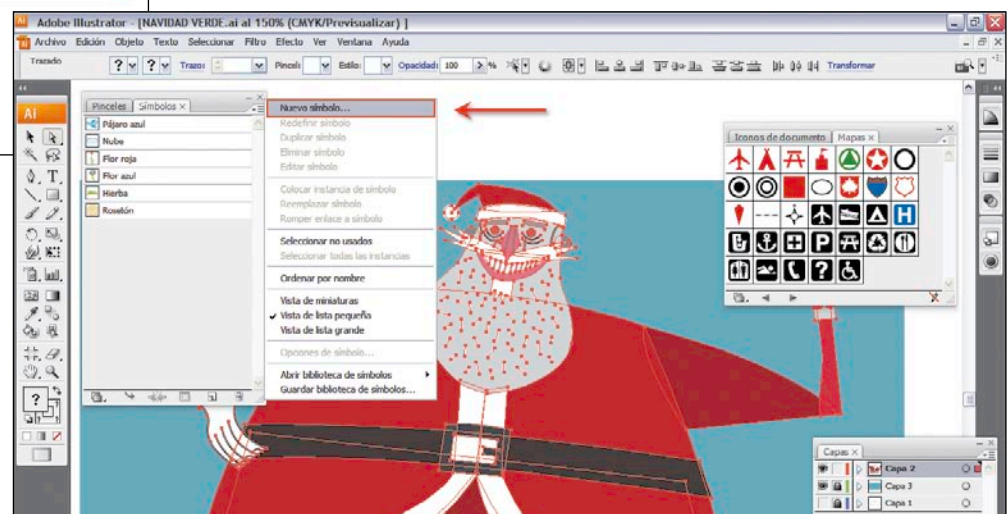 Adobe Illustrator - [NAVIDAD VERDE.ai al 150% (CMYK/Previsualizar) ]
Archivo Edición Objeto Texto Seleccionar Filtro Efecto Ver Ventana Ayuda
Trazado ? ? Trazo: Pincel: Estilo: Opacidad: 100 > % Transformar
Ai
T
?
Pinceles Símbolos x
Pájaro azul
Nube
Flor roja
Flor azul
Hierba
Rosetón
Nuevo símbolo...
Redefinir símbolo
Duplicar símbolo
Eliminar símbolo
Editar símbolo
Colocar instancia de símbolo
Reemplazar símbolo
Romper enlace a símbolo
Seleccionar no usados
Seleccionar todas las instancias
Ordenar por nombre
Vista de miniaturas
Vista de lista pequeña
Vista de lista grande
Opciones de símbolo...
Abrir biblioteca de símbolos
Guardar biblioteca de símbolos...
Iconos de documento Mapas x
H
P
?
Capas x
Capa 2
Capa 3
Capa 1